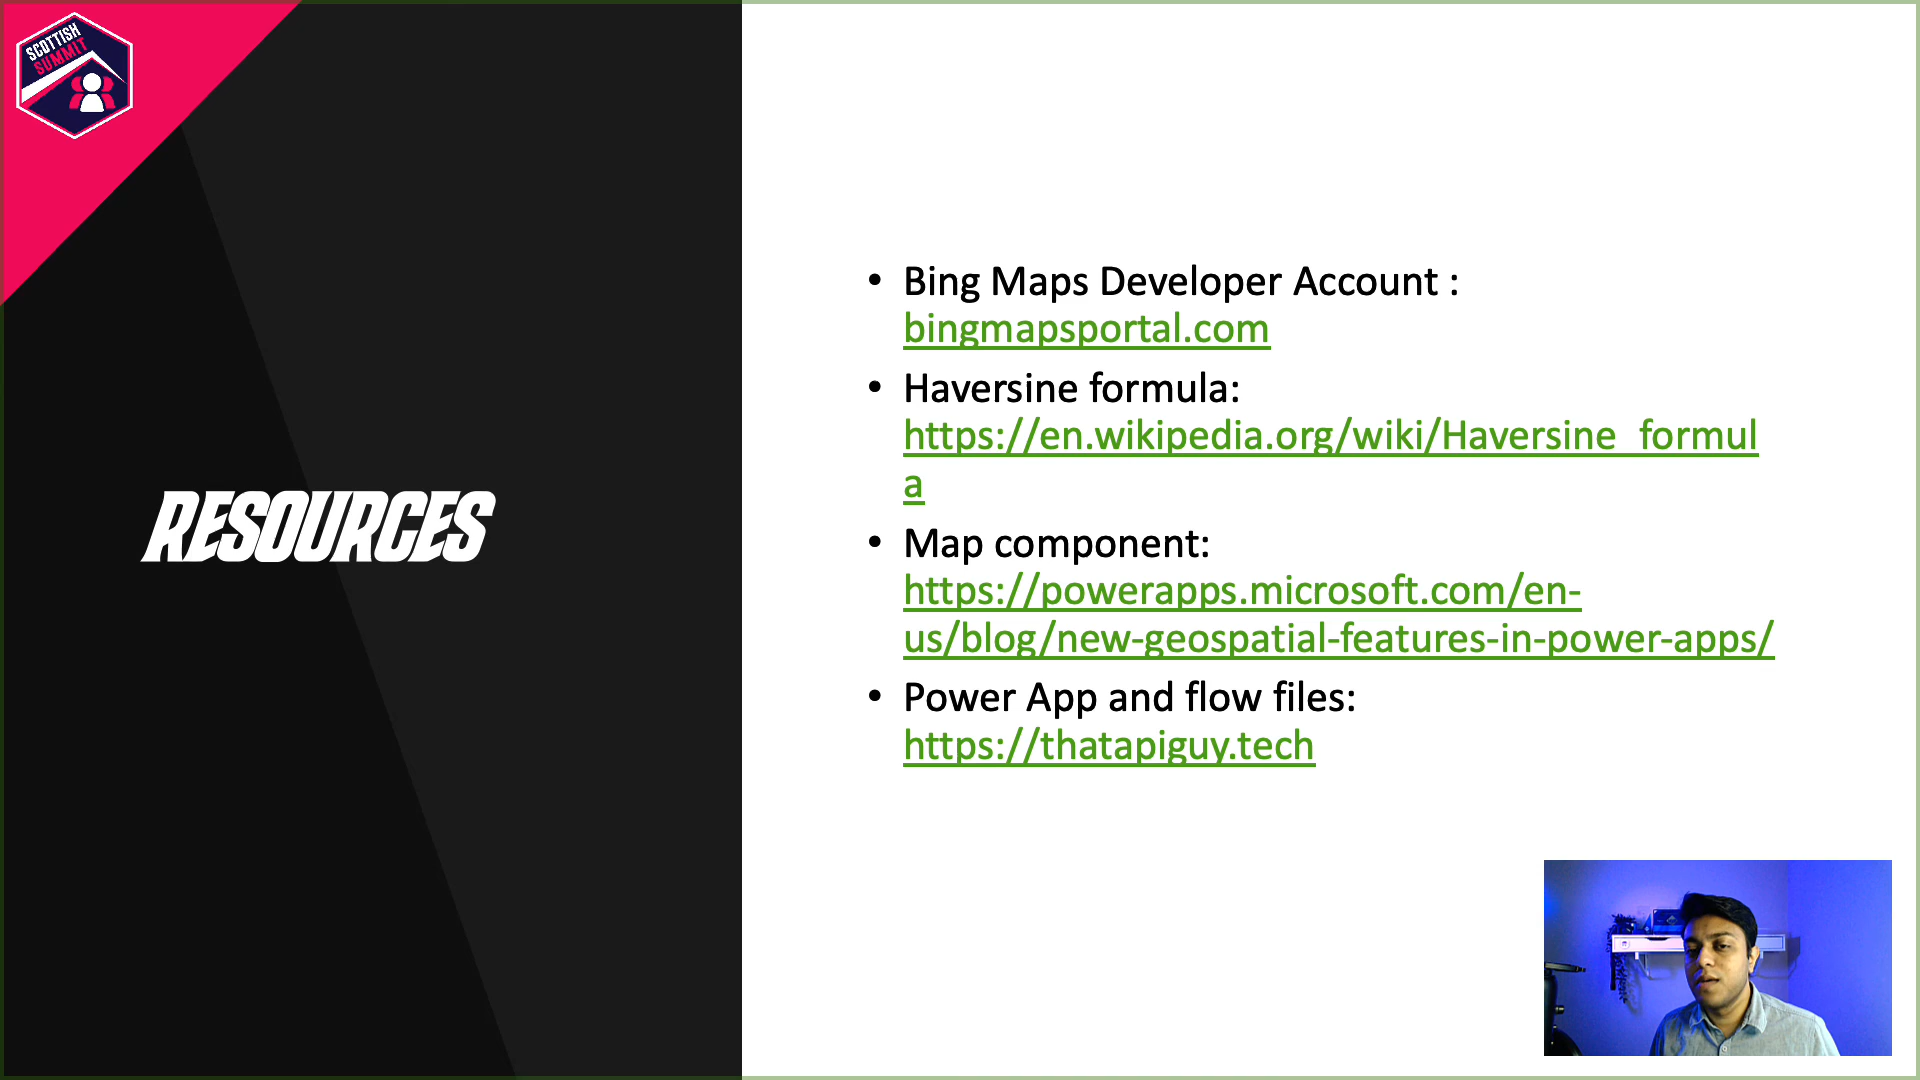 SCOTTISH
SUMMIT
RESOURCES
• Bing Maps Developer Account :
bingmapsportal.com
• Haversine formula:
https://en.wikipedia.org/wiki/Haversine_formul
a
• Map component:
https://powerapps.microsoft.com/en-
us/blog/new-geospatial-features-in-power-apps/
• Power App and flow files:
https://thatapiguy.tech